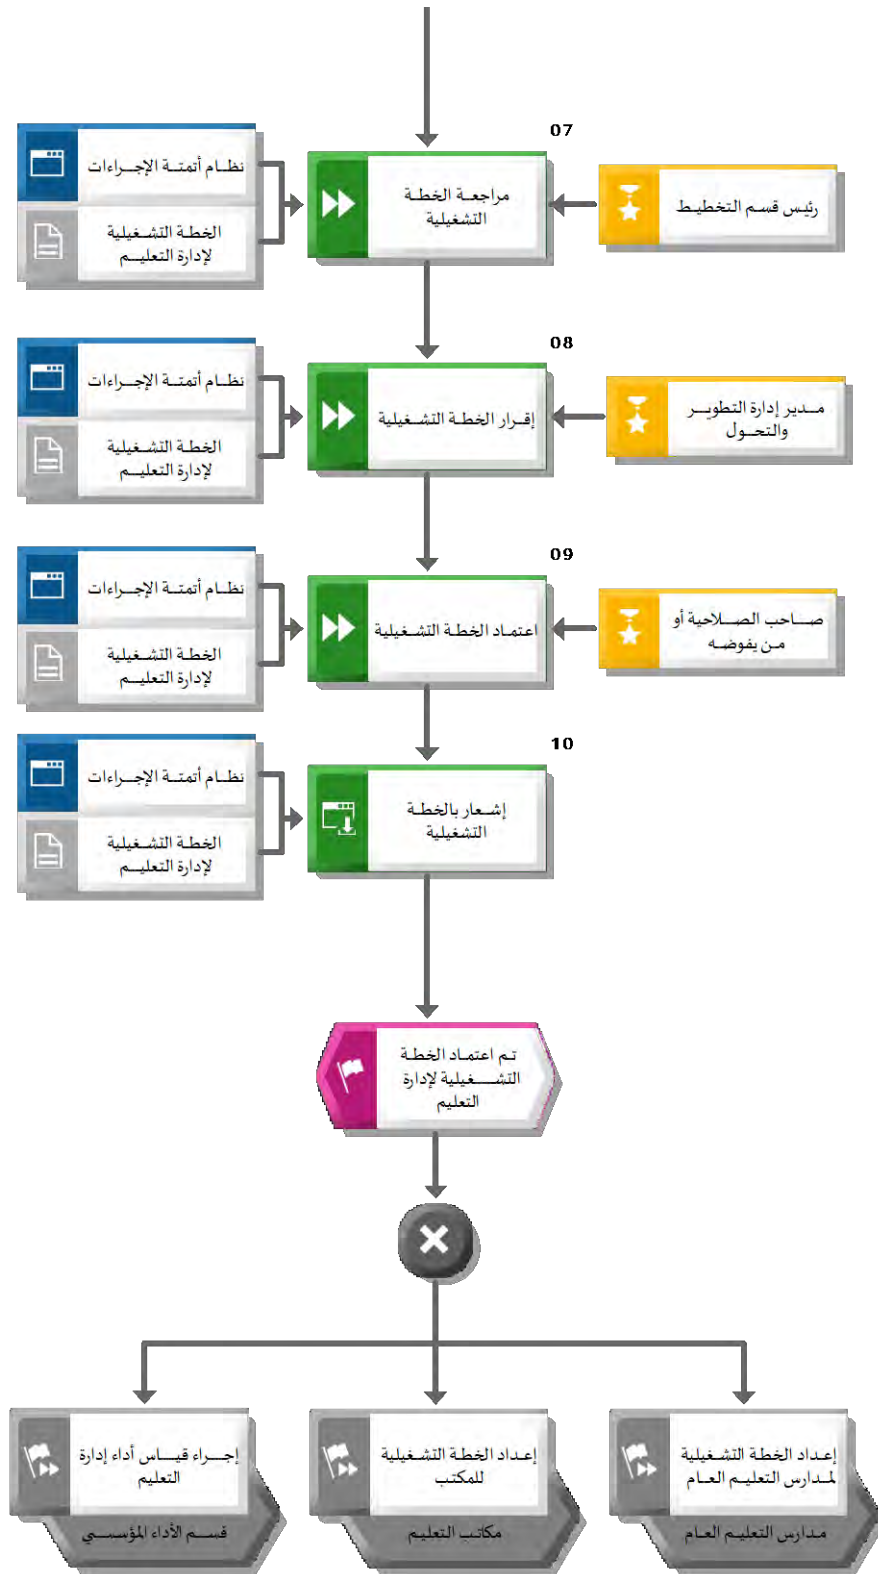 07
رئيس قسم التخطيط
مراجعة الخطة
التشغيلية
نظام أتمتة الإجراءات
الخطة التشغيلية
لإدارة التعليم
08
مدير إدارة التطوير
والتحول
إقرار الخطة التشغيلية
نظام أتمتة الإجراءات
الخطة التشغيلية
لإدارة التعليم
09
صاحب الصلاحية أو
من يفوضه
اعتماد الخطة التشغيلية
نظام أتمتة الإجراءات
الخطة التشغيلية
لإدارة التعليم
10
إشعار بالخطة
التشغيلية
نظام أتمتة الإجراءات
الخطة التشغيلية
لإدارة التعليم
تم اعتماد الخطة
التشغيلية لإدارة
التعليم
إعداد الخطة التشغيلية
لمدارس التعليم العام
مدارس التعليم العام
إعداد الخطة التشغيلية
للمكتب
مكاتب التعليم
إجراء قياس أداء إدارة
التعليم
قسم الأداء المؤسسي